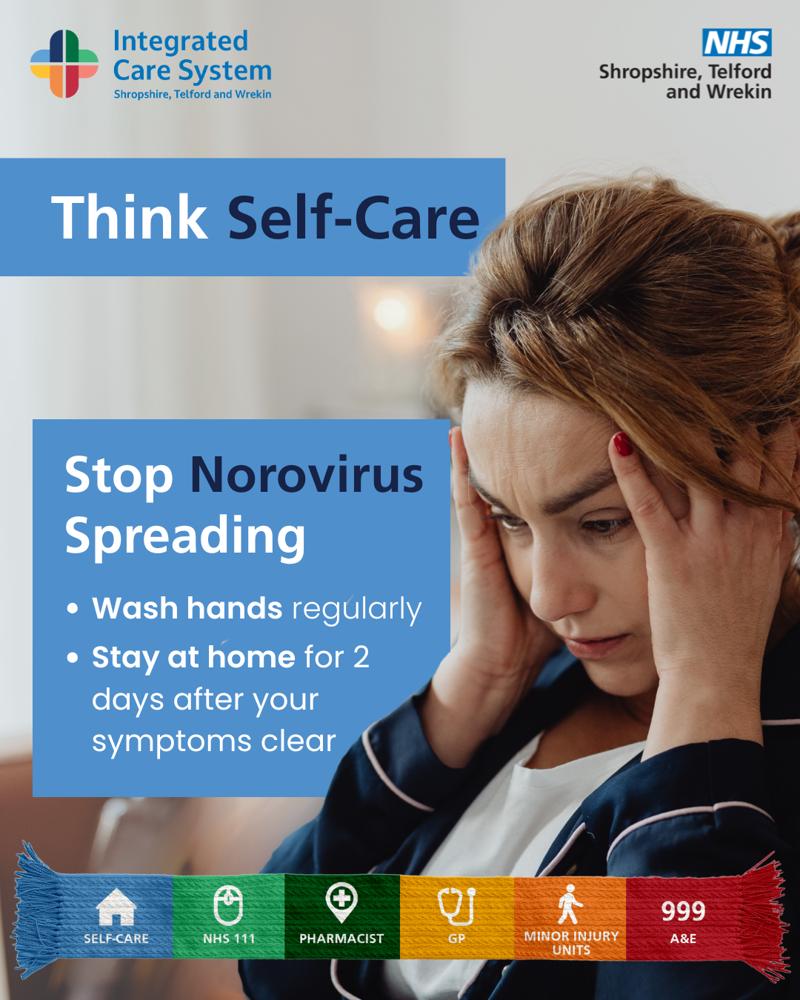 Integrated
Care System
Shropshire, Telford and Wrekin
NHS
Shropshire, Telford
and Wrekin
Think Self-Care
Stop Norovirus
Spreading
• Wash hands regularly
• Stay at home for 2
days after your
symptoms clear
SELF-CARE
NHS 111
PHARMACIST
GP
MINOR INJURY
UNITS
999
A&E